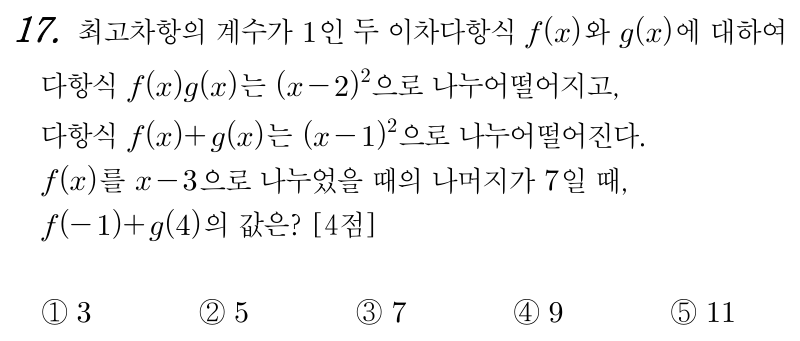 17. 최고차항의 계수가 1인 두 이차다항식 f(x)와 g(x)에 대하여
다항식 f(x)g(x)는 (x-2)²으로 나누어떨어지고,
다항식 f(x)+g(x)는 (x-1)²으로 나누어떨어진다.
f(x)를 x-3으로 나누었을 때의 나머지가 7일 때,
f(-1)+g(4)의 값은? [4점]
① 3 ② 5 ③ 7 ④ 9 ⑤ 11